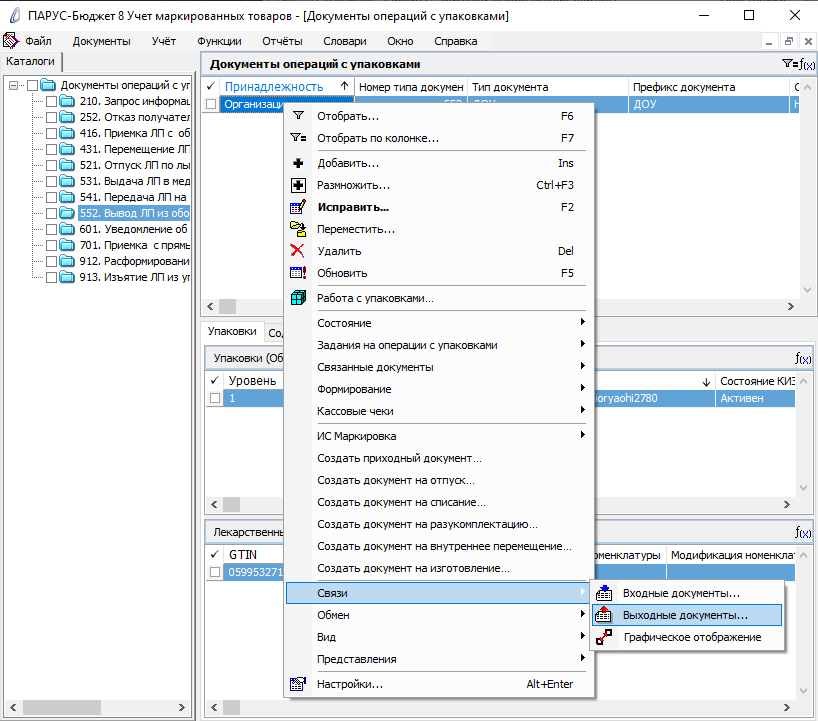 ПАРУС-Бюджет 8 Учет маркированных товаров - [Документы операций с упаковками]
Файл Документы Учёт Функции Отчёты Словари Окно Справка
Каталоги
Документы операций с уп
210. Запрос информац
252. Отказ получател
416. Приемка ЛП с об
431. Перемещение ЛП
521. Отпуск ЛП по ль
531. Выдача ЛП в мед
541. Передача ЛП на
552. Вывод ЛП из обо
601. Уведомление об
701. Приемка с прямы
912. Расформировани
913. Изъятие ЛП из уп
Документы операций с упаковками
Принадлежность Номер типа докумен Тип документа Префикс документа С
Организаци 552 ДОУ ДОУ Н
Отобрать... F6
Отобрать по колонке... F7
Добавить... Ins
Размножить... Ctrl+F3
Исправить... F2
Переместить...
Удалить Del
Обновить F5
Работа с упаковками...
Состояние
Задания на операции с упаковками
Связанные документы
Формирование
Кассовые чеки
ИС Маркировка
Создать приходный документ...
Создать документ на отпуск...
Создать документ на списание...
Создать документ на разукомплектацию...
Создать документ на внутреннее перемещение...
Создать документ на изготовление...
Связи
Обмен
Вид
Представления
Настройки... Alt+Enter
Входные документы...
Выходные документы...
Графическое отображение
Упаковки Сод
Упаковки (Об f(x)
Уровень Состояние КИЗ
1 ioryaohi2780 Активен
Лекарственны f(x)
GTIN оменклатуры Модификация номенклат
059953271